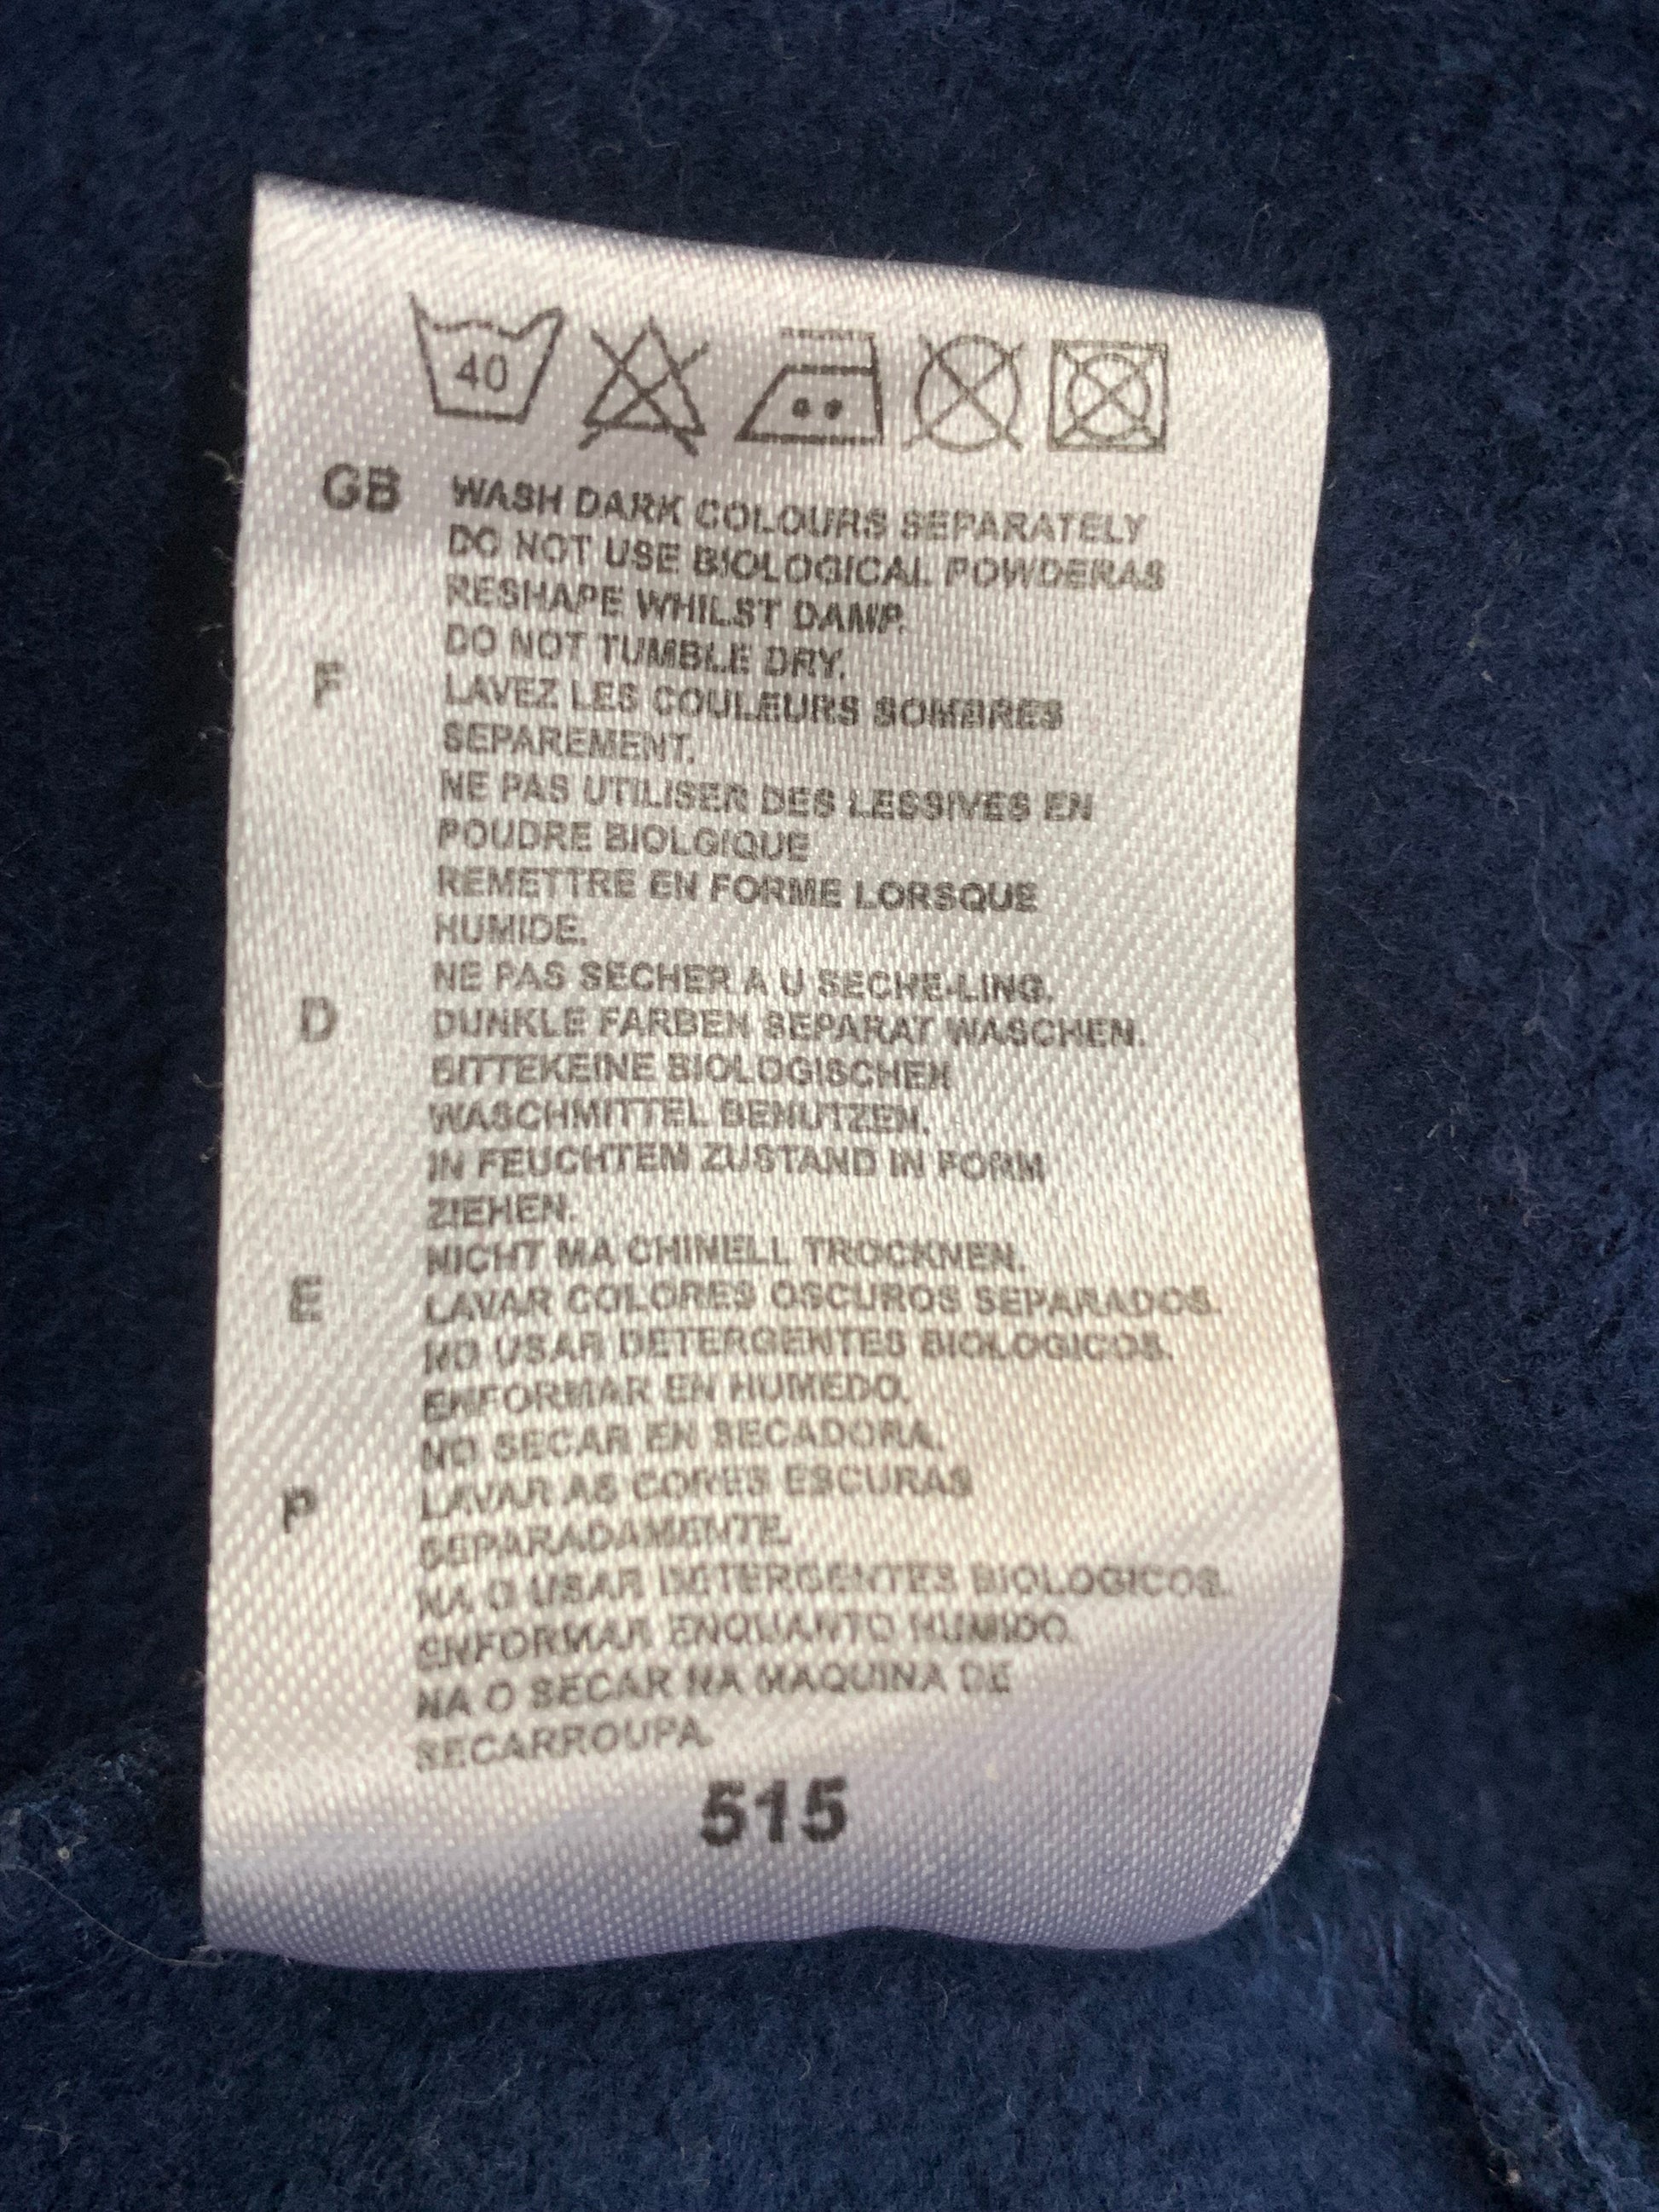 40
GB WASH DARK COLOURS SEPARATELY
DO NOT USE BIOLOGICAL POWDERAS
RESHAPE WHILST DAMP.
DO NOT TUMBLE DRY.
F LAVEZ LES COULEURS SOMBRES
SEPAREMENT.
NE PAS UTILISER DES LESSIVES EN
POUDRE BIOLGIQUE
REMETTRE EN FORME LORSQUE
HUMIDE.
NE PAS SECHER A U SECHE-LING.
D DUNKLE FARBEN SEPARAT WASCHEN.
BITTEKEINE BIOLOGISCHEN
WASCHMITTEL BENUTZEN.
IN FEUCHTEM ZUSTAND IN FORM
ZIEHEN.
NICHT MA CHINELL TROCKNEN.
E LAVAR COLORES OSCUROS SEPARADOS.
NO USAR DETERGENTES BIOLOGICOS.
ENFORMAR EN HUMEDO.
NO SECAR EN SECADORA.
P LAVAR AS CORES ESCURAS
SEPARADAMENTE.
NA O USAR DETERGENTES BIOLOGICOS.
ENFORMAR ENQUANTO HUMIDO.
NA O SECAR NA MAQUINA DE
SECARROUPA.
515